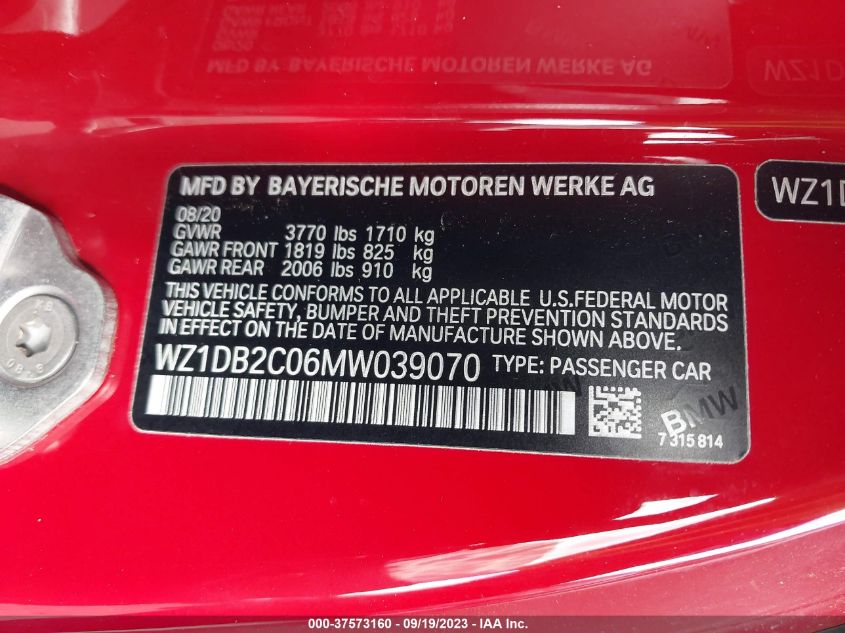 MFD BY BAYERISCHE MOTOREN WERKE AG
WZ1D
08/20
GVWR 3770 lbs 1710 kg
GAWR FRONT 1819 lbs 825 kg
GAWR REAR 2006 lbs 910 kg
THIS VEHICLE CONFORMS TO ALL APPLICABLE U.S.FEDERAL MOTOR
VEHICLE SAFETY, BUMPER AND THEFT PREVENTION STANDARDS
IN EFFECT ON THE DATE OF MANUFACTURE SHOWN ABOVE.
WZ1DB2C06MW039070 TYPE: PASSENGER CAR
BMW
7 315 814
000-37573160 - 09/19/2023 - IAA Inc.